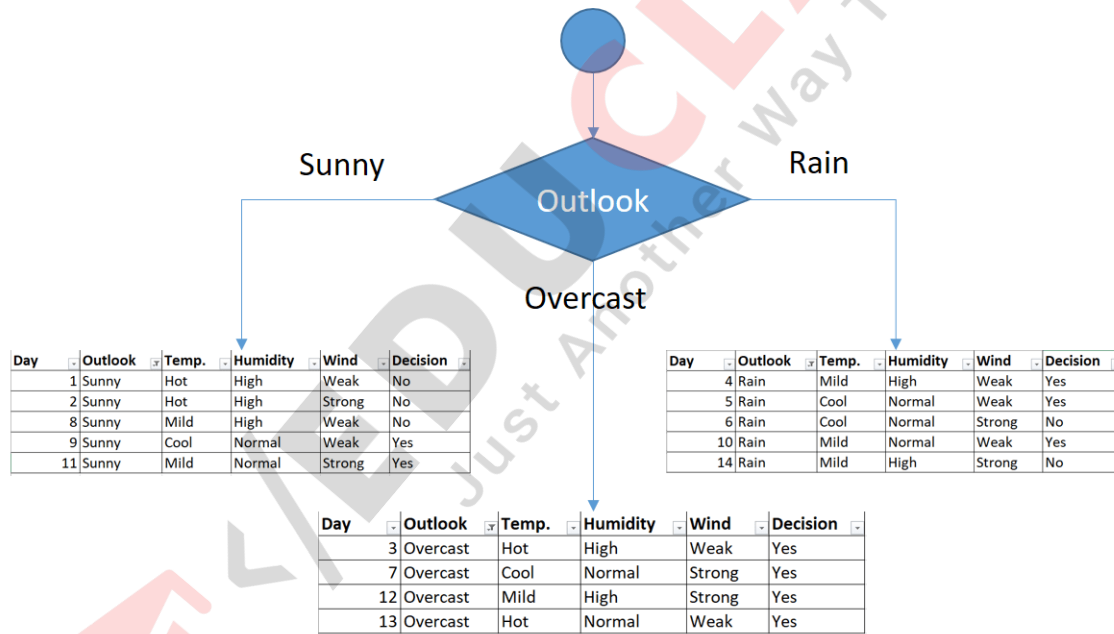 Sunny
Rain
Outlook
Overcast
Day Outlook Temp. Humidity Wind Decision
1 Sunny Hot High Weak No
2 Sunny Hot High Strong No
8 Sunny Mild High Weak No
9 Sunny Cool Normal Weak Yes
11 Sunny Mild Normal Strong Yes
Day Outlook Temp. Humidity Wind Decision
4 Rain Mild High Weak Yes
5 Rain Cool Normal Weak Yes
6 Rain Cool Normal Strong No
10 Rain Mild Normal Weak Yes
14 Rain Mild High Strong No
Day Outlook Temp. Humidity Wind Decision
3 Overcast Hot High Weak Yes
7 Overcast Cool Normal Strong Yes
12 Overcast Mild High Strong Yes
13 Overcast Hot Normal Weak Yes
Just Another Way